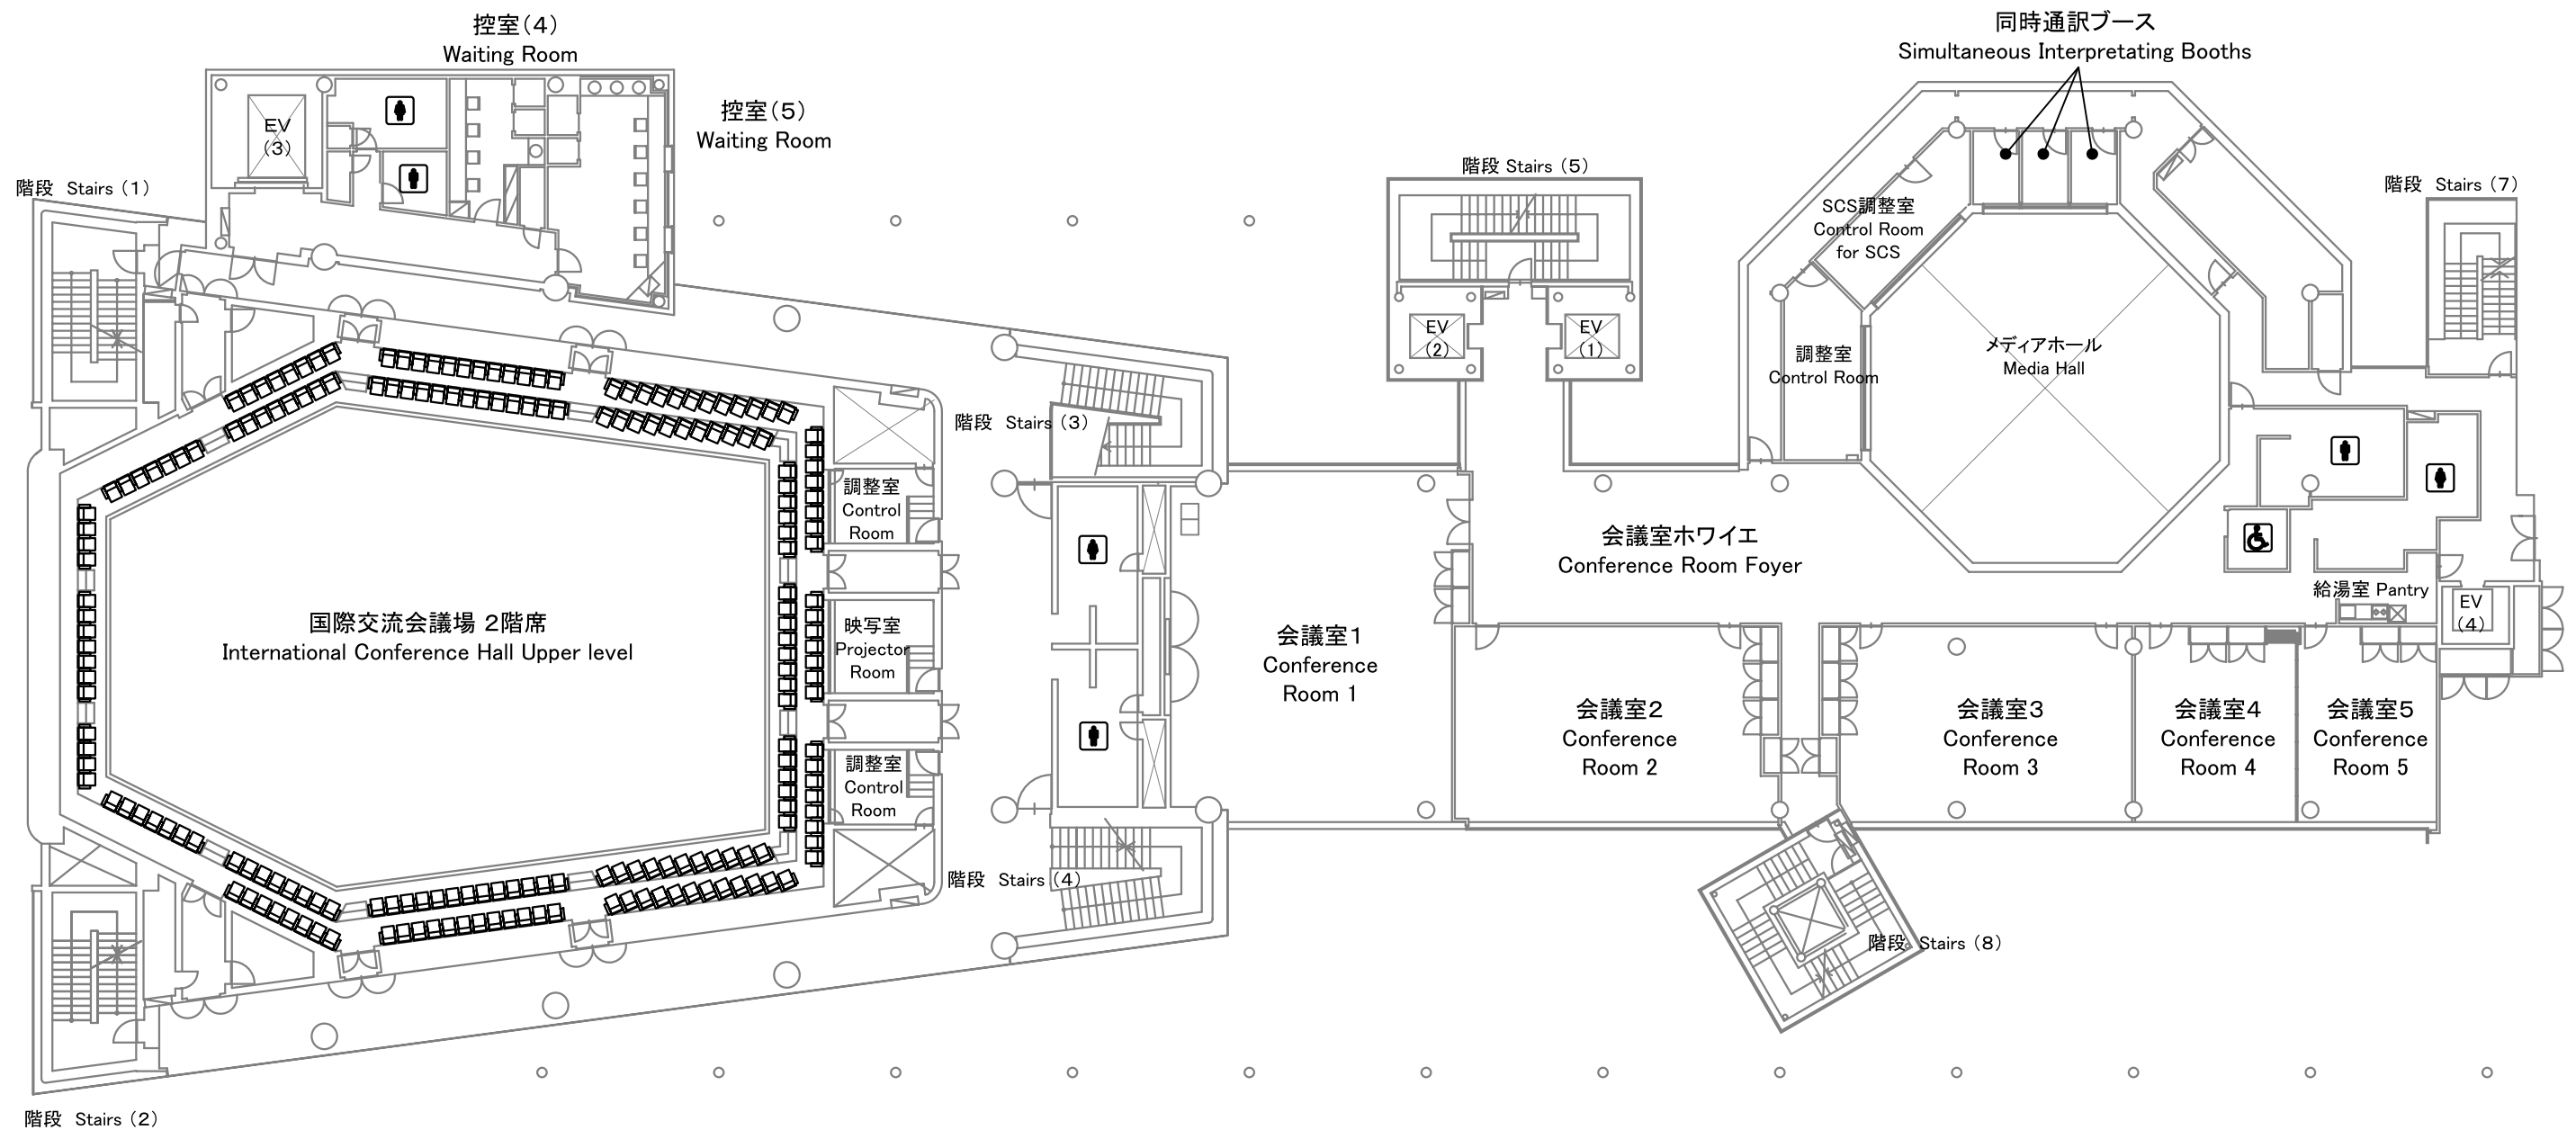 控室（4）
Waiting Room
控室（5）
Waiting Room
同時通訳ブース
Simultaneous Interpretating Booths
EV
（3）
階段 Stairs （1）
階段 Stairs （5）
階段 Stairs （7）
SCS調整室
Control Room
for SCS
EV
（2）
EV
（1）
調整室
Control Room
メディアホール
Media Hall
階段 Stairs （3）
調整室
Control
Room
会議室ホワイエ
Conference Room Foyer
給湯室 Pantry
EV
（4）
国際交流会議場 2階席
International Conference Hall Upper level
映写室
Projector
Room
会議室1
Conference
Room 1
会議室2
Conference
Room 2
会議室3
Conference
Room 3
会議室4
Conference
Room 4
会議室5
Conference
Room 5
調整室
Control
Room
階段 Stairs （4）
階段 Stairs （8）
階段 Stairs （2）